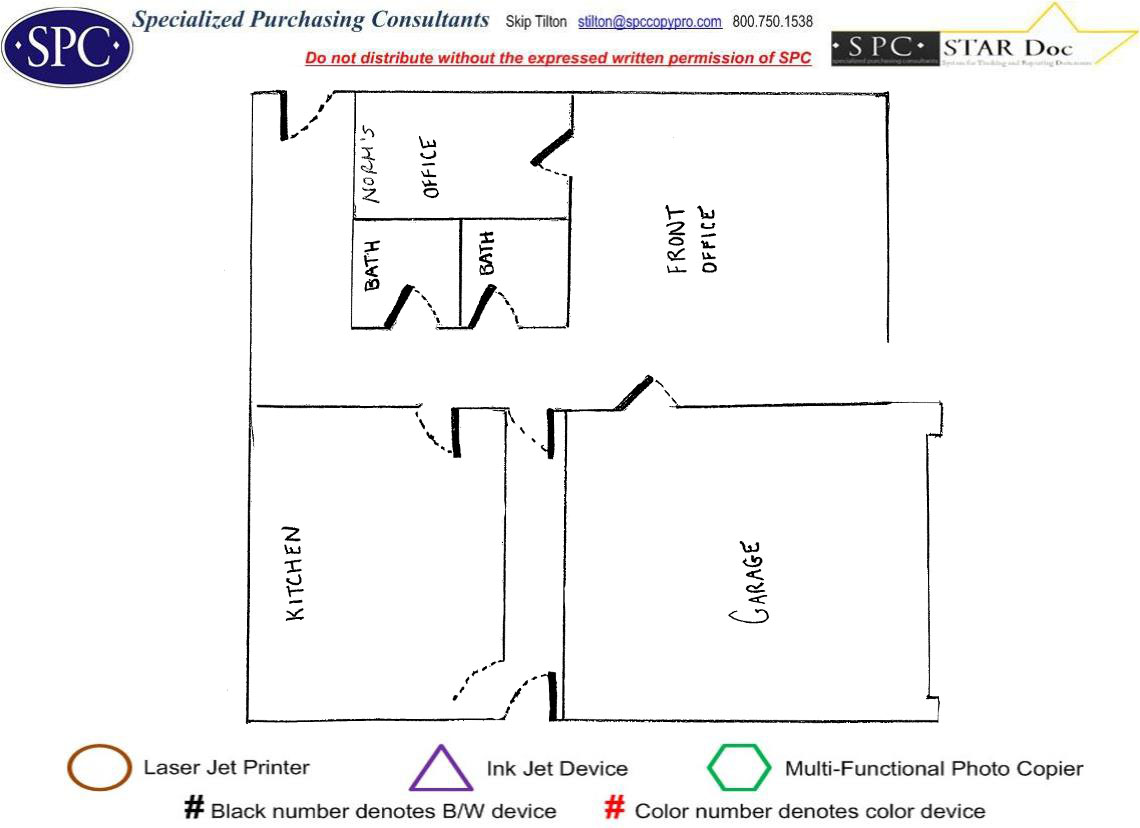 SPC
Specialized Purchasing Consultants Skip Tilton stilton@spccopypro.com 800.750.1538
Do not distribute without the expressed written permission of SPC
· SPC · STAR Doc
specialized purchasing consultants System for Tracking and Reporting Documents
NORM'S
OFFICE
BATH
BATH
FRONT
OFFICE
KITCHEN
GARAGE
Laser Jet Printer
Ink Jet Device
Multi-Functional Photo Copier
# Black number denotes B/W device
# Color number denotes color device